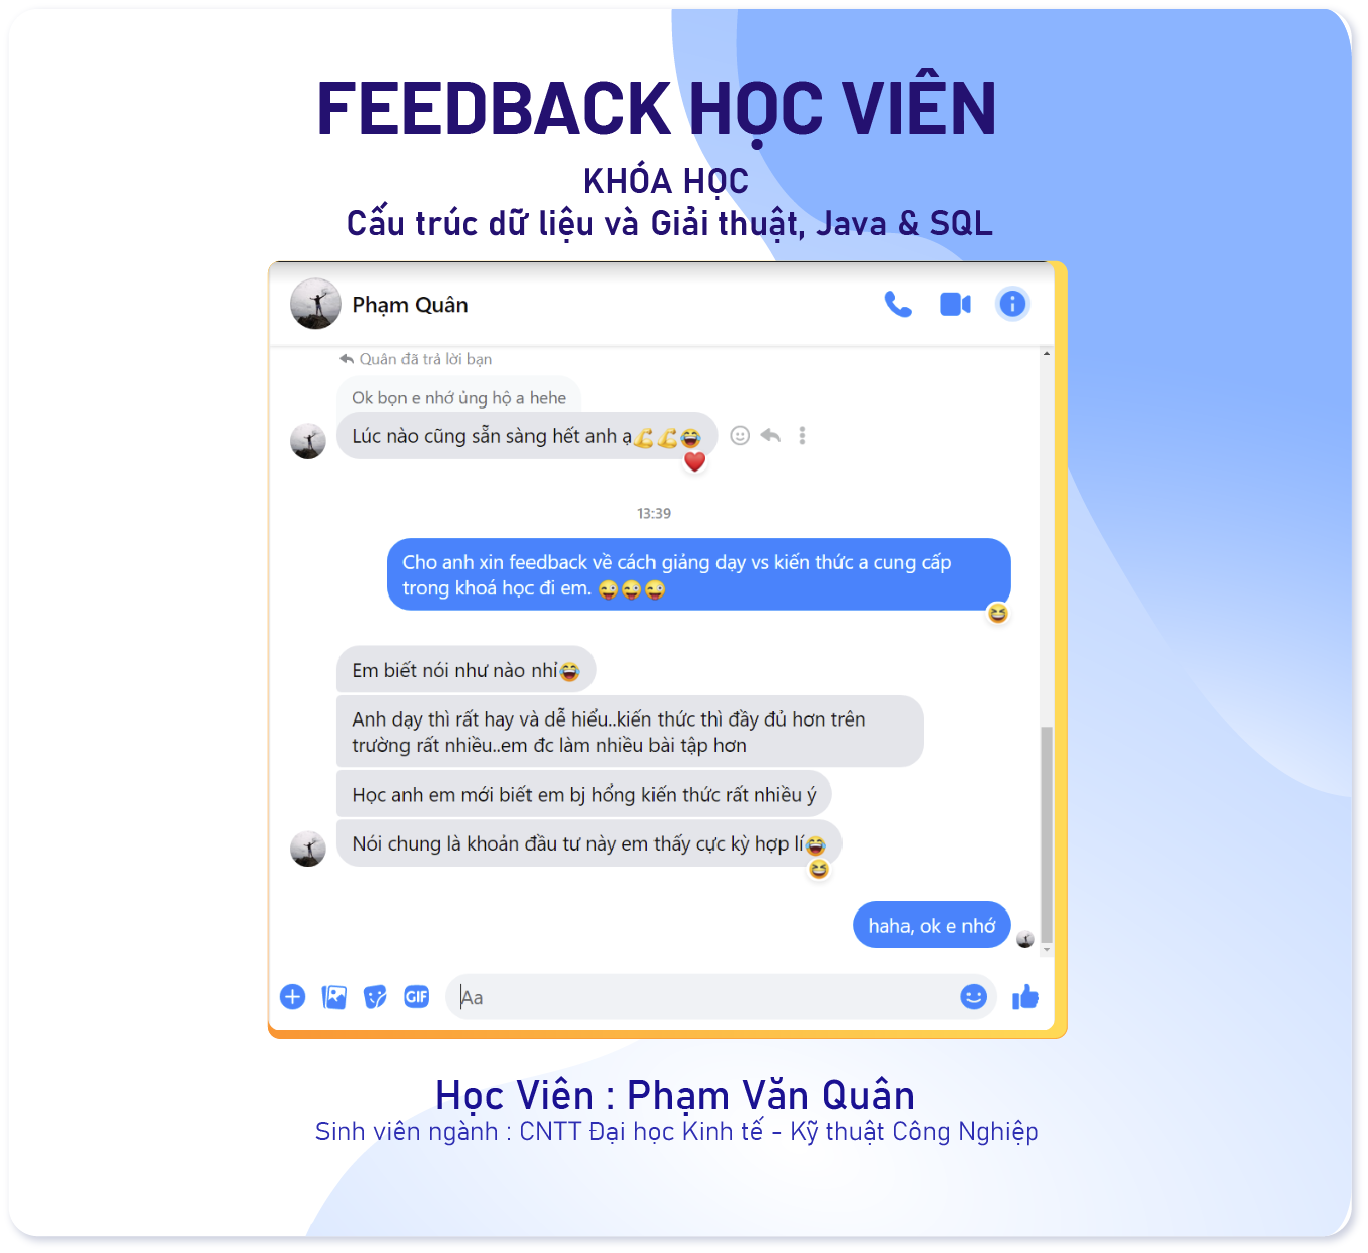 FEEDBACK HỌC VIÊN
KHÓA HỌC
Cấu trúc dữ liệu và Giải thuật, Java & SQL
Phạm Quân
Quân đã trả lời bạn
Ok bọn e nhớ ủng hộ a hehe
Lúc nào cũng sẵn sàng hết anh ạ💪💪😂
13:39
Cho anh xin feedback về cách giảng dạy vs kiến thức a cung cấp
trong khoá học đi em. 😜😜😜
Em biết nói như nào nhỉ😂
Anh dạy thì rất hay và dễ hiểu..kiến thức thì đầy đủ hơn trên
trường rất nhiều..em đc làm nhiều bài tập hơn
Học anh em mới biết em bj hổng kiến thức rất nhiều ý
Nói chung là khoản đầu tư này em thấy cực kỳ hợp lí😂
haha, ok e nhớ
GIF
Aa
Học Viên : Phạm Văn Quân
Sinh viên ngành : CNTT Đại học Kinh tế - Kỹ thuật Công Nghiệp